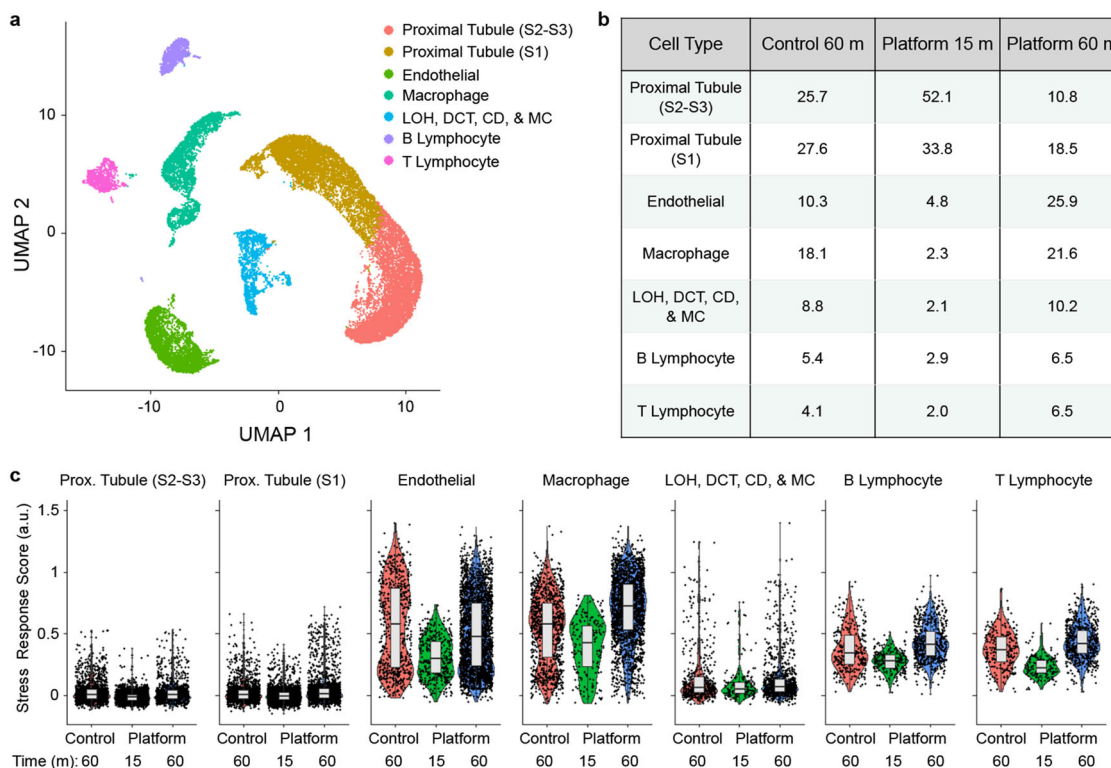 a
UMAP 2
10
0
-10
-10
0
10
UMAP 1
Proximal Tubule (S2-S3)
Proximal Tubule (S1)
Endothelial
Macrophage
LOH, DCT, CD, & MC
B Lymphocyte
T Lymphocyte
b
Cell Type Control 60 m Platform 15 m Platform 60 m
Proximal Tubule
(S2-S3)
25.7 52.1 10.8
Proximal Tubule
(S1)
27.6 33.8 18.5
Endothelial 10.3 4.8 25.9
Macrophage 18.1 2.3 21.6
LOH, DCT, CD,
& MC
8.8 2.1 10.2
B Lymphocyte 5.4 2.9 6.5
T Lymphocyte 4.1 2.0 6.5
c
Prox. Tubule (S2-S3) Prox. Tubule (S1) Endothelial Macrophage LOH, DCT, CD, & MC B Lymphocyte T Lymphocyte
Stress Response Score (a.u.)
1.5
1
0.5
0
Control Platform Control Platform Control Platform Control Platform Control Platform Control Platform Control Platform
Time (m): 60 15 60 60 15 60 60 15 60 60 15 60 60 15 60 60 15 60 60 15 60